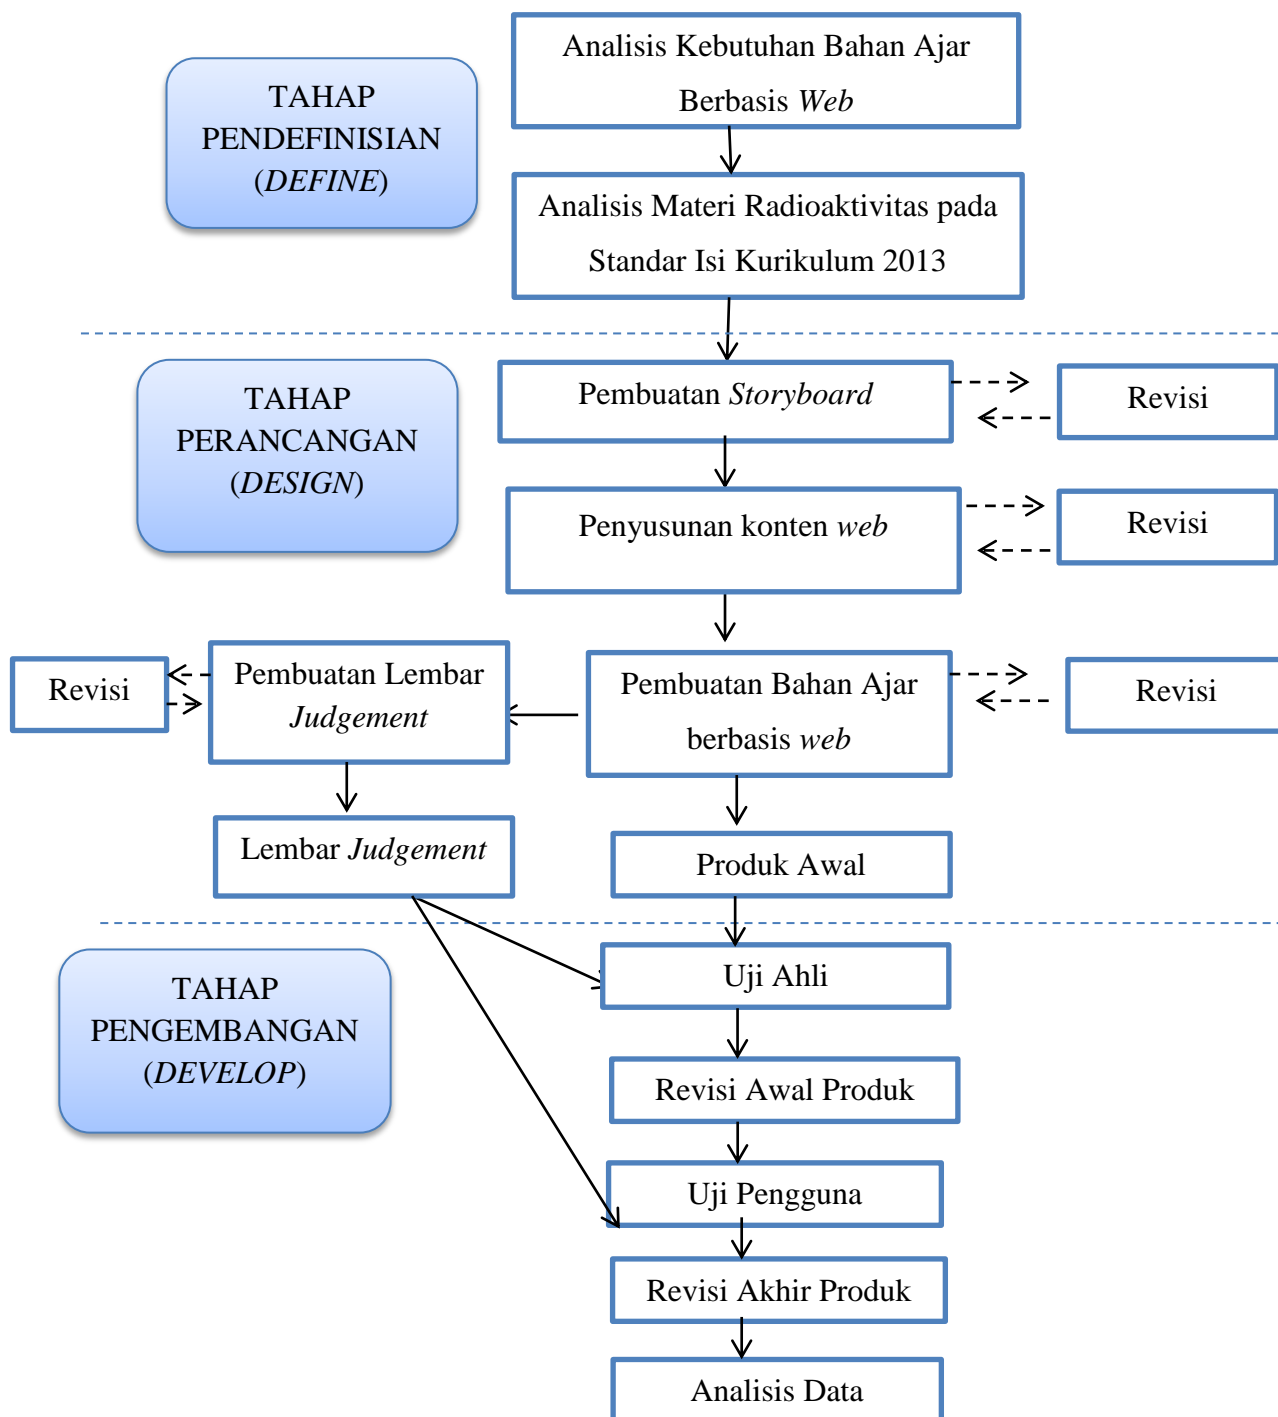 Analisis Kebutuhan Bahan Ajar
Berbasis Web
TAHAP
PENDEFINISIAN
(DEFINE)
Analisis Materi Radioaktivitas pada
Standar Isi Kurikulum 2013
TAHAP
PERANCANGAN
(DESIGN)
Pembuatan Storyboard
Revisi
Penyusunan konten web
Revisi
Revisi
Pembuatan Lembar
Judgement
Pembuatan Bahan Ajar
berbasis web
Revisi
Lembar Judgement
Produk Awal
TAHAP
PENGEMBANGAN
(DEVELOP)
Uji Ahli
Revisi Awal Produk
Uji Pengguna
Revisi Akhir Produk
Analisis Data